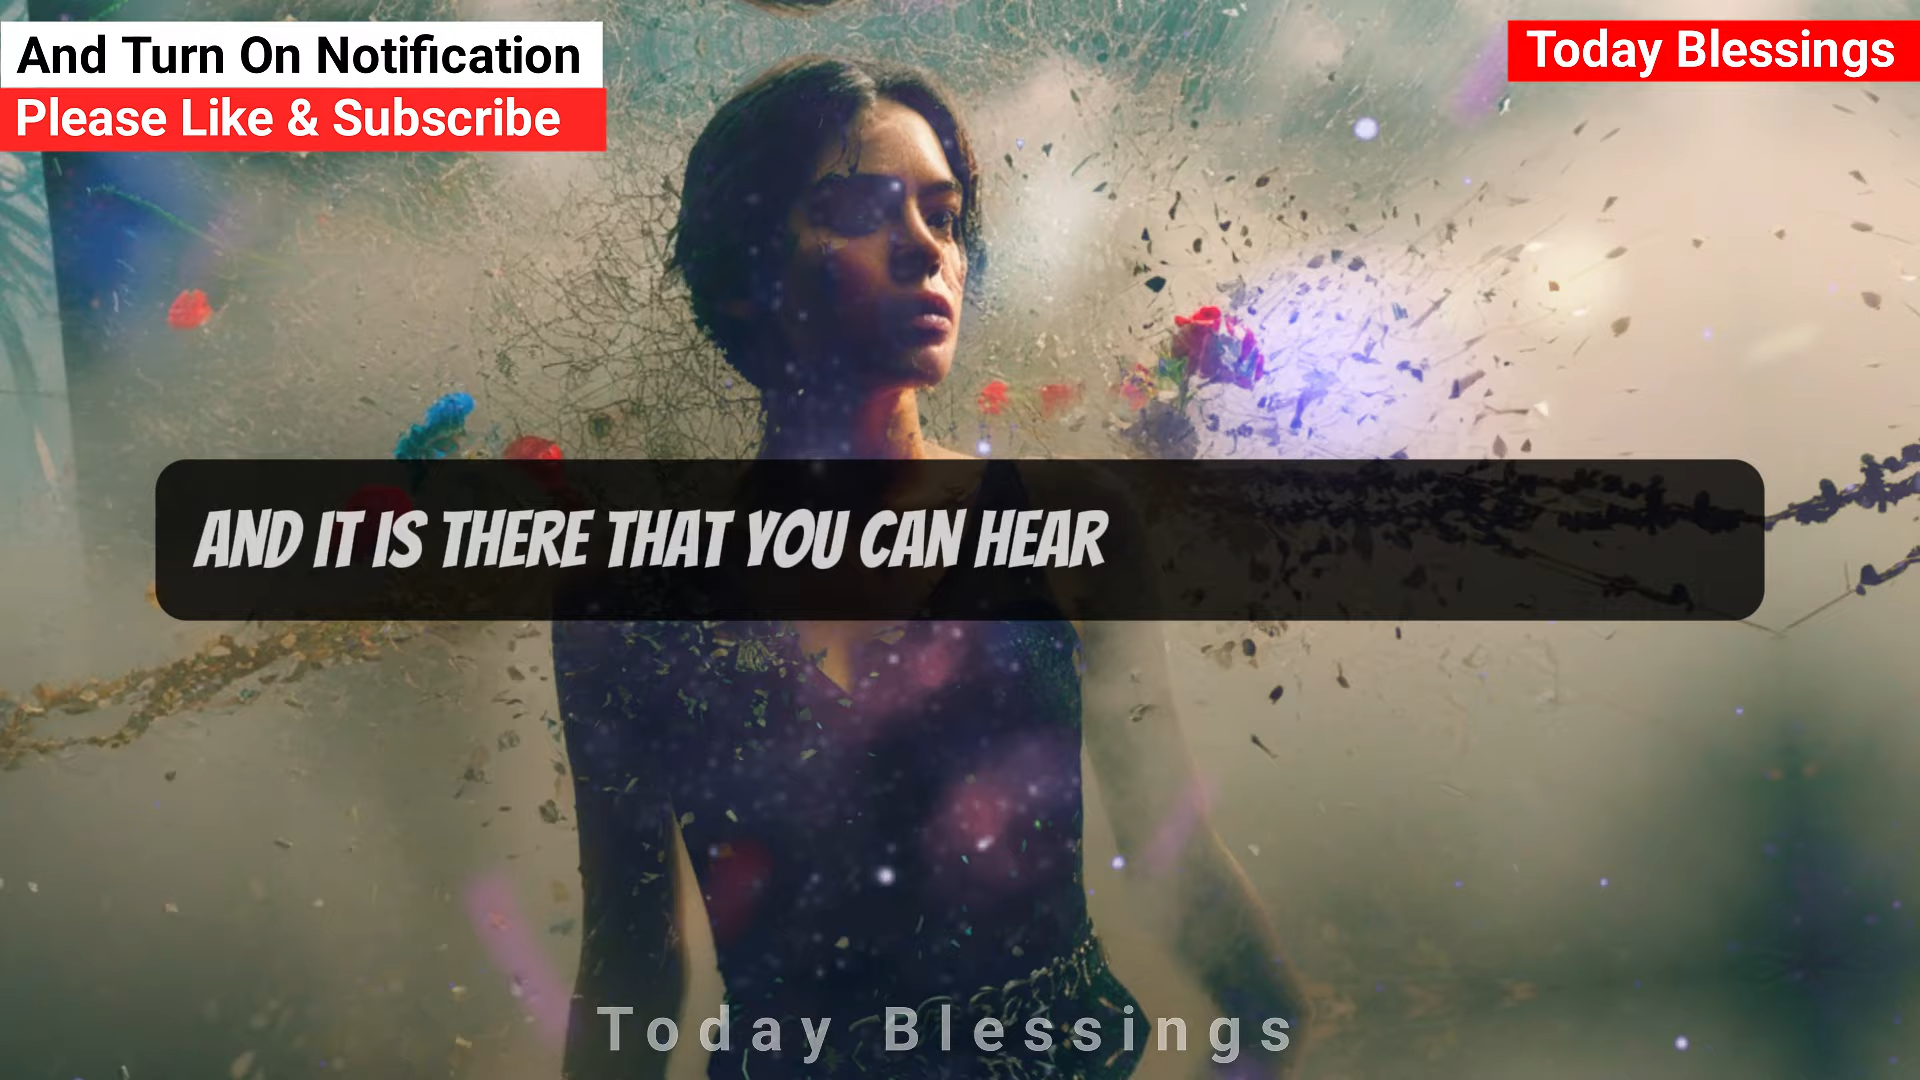 And Turn On Notification
Please Like & Subscribe
Today Blessings
AND IT IS THERE THAT YOU CAN HEAR
Today Blessings